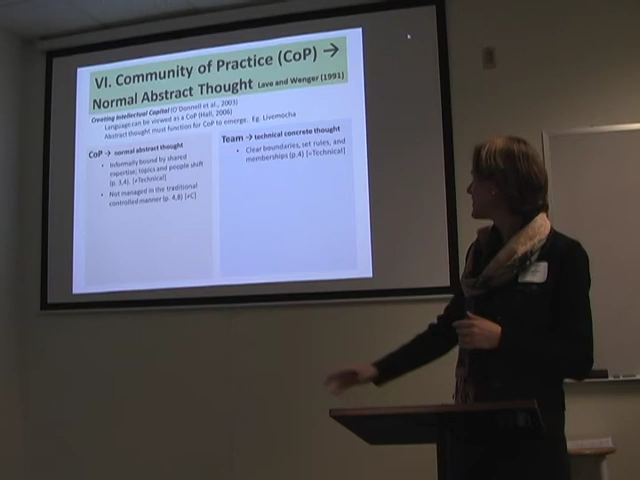 VI. Community of Practice (CoP) →
Normal Abstract Thought Lave and Wenger (1991)
Creating Intellectual Capital (O'Donnell et al., 2003)
Language can be viewed as a CoP (Hall, 2006)
Abstract thought must function for CoP to emerge. Eg. Livemocha
CoP → normal abstract thought
• Informally bound by shared
expertise; topics and people shift
(p. 3,4). [≠Technical]
• Not managed in the traditional
controlled manner (p. 4,8) [≠C]
Team → technical concrete thought
• Clear boundaries, set rules, and
memberships (p.4) [=Technical]